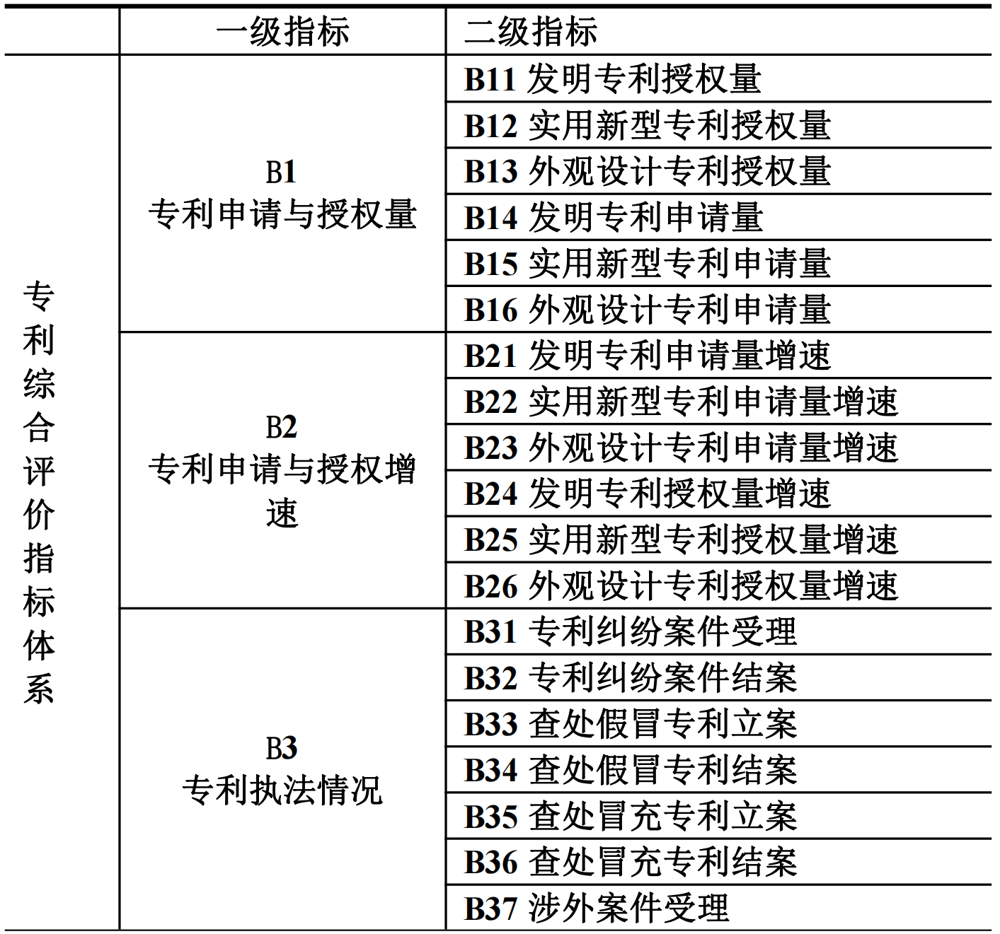 一级指标 二级指标
专利综合评价指标体系
B1
专利申请与授权量
B11 发明专利授权量
B12 实用新型专利授权量
B13 外观设计专利授权量
B14 发明专利申请量
B15 实用新型专利申请量
B16 外观设计专利申请量
B2
专利申请与授权增
速
B21 发明专利申请量增速
B22 实用新型专利申请量增速
B23 外观设计专利申请量增速
B24 发明专利授权量增速
B25 实用新型专利授权量增速
B26 外观设计专利授权量增速
B3
专利执法情况
B31 专利纠纷案件受理
B32 专利纠纷案件结案
B33 查处假冒专利立案
B34 查处假冒专利结案
B35 查处冒充专利立案
B36 查处冒充专利结案
B37 涉外案件受理